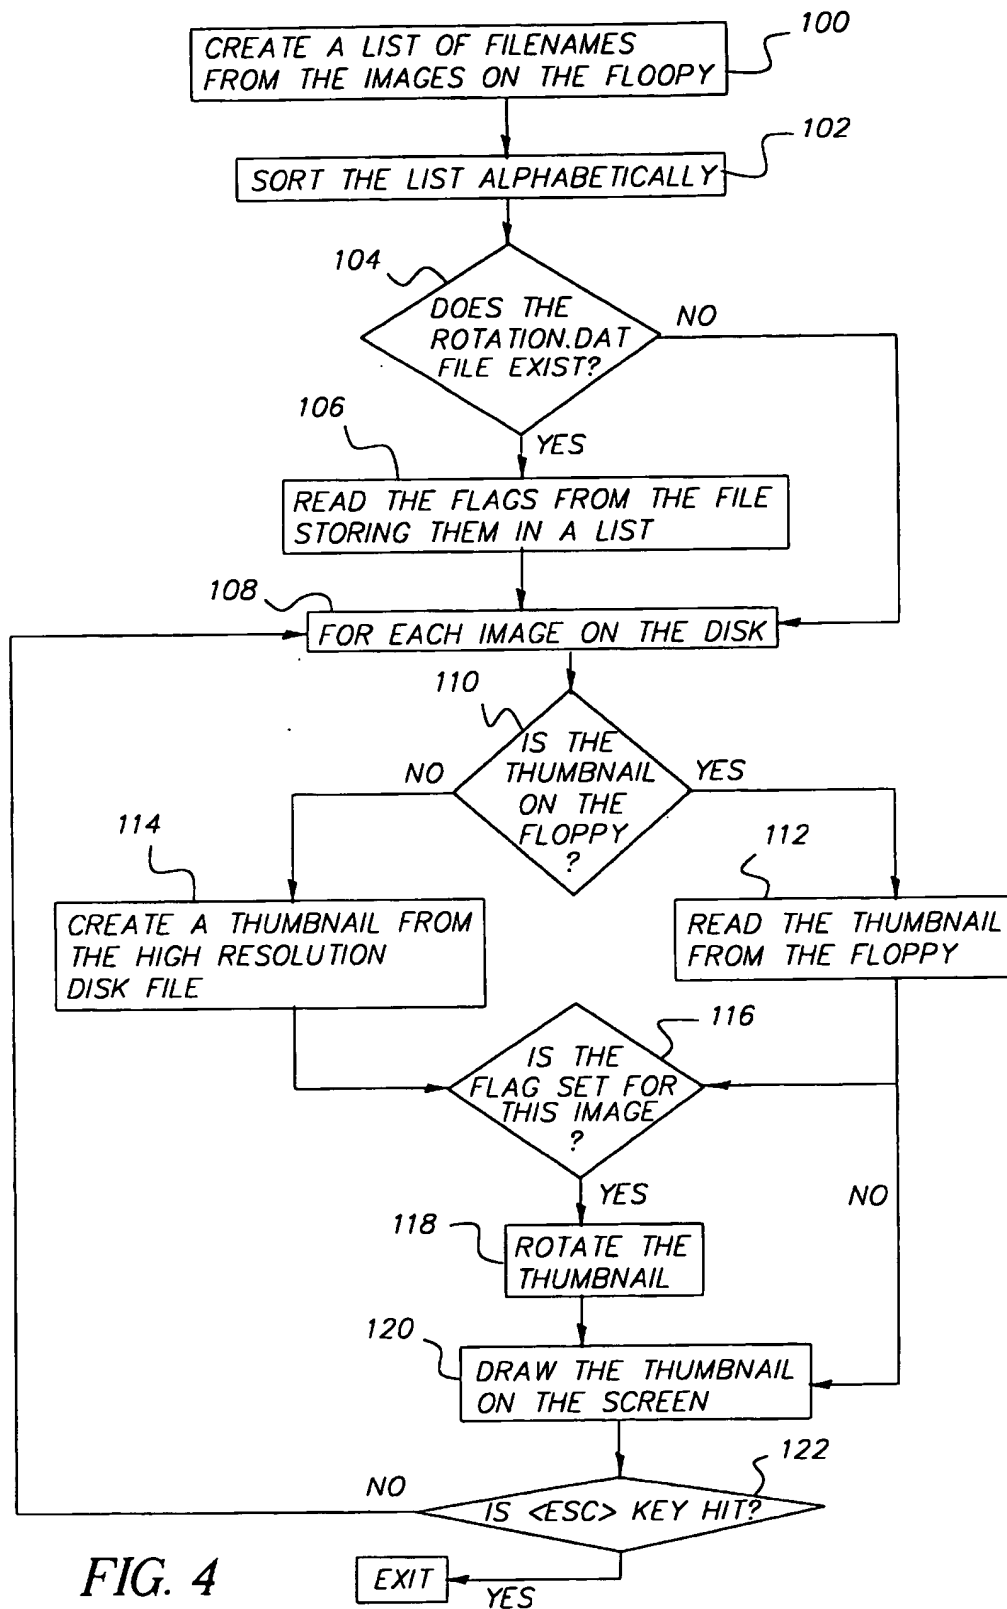 100
CREATE A LIST OF FILENAMES
FROM THE IMAGES ON THE FLOOPY
102
SORT THE LIST ALPHABETICALLY
104
DOES THE
ROTATION.DAT
FILE EXIST?
NO
YES
106
READ THE FLAGS FROM THE FILE
STORING THEM IN A LIST
108
FOR EACH IMAGE ON THE DISK
110
IS THE
THUMBNAIL
ON THE
FLOPPY
?
NO
YES
114
CREATE A THUMBNAIL FROM
THE HIGH RESOLUTION
DISK FILE
112
READ THE THUMBNAIL
FROM THE FLOPPY
116
IS THE
FLAG SET FOR
THIS IMAGE
?
YES
NO
118
ROTATE THE
THUMBNAIL
120
DRAW THE THUMBNAIL
ON THE SCREEN
122
IS <ESC> KEY HIT?
NO
YES
EXIT
FIG. 4